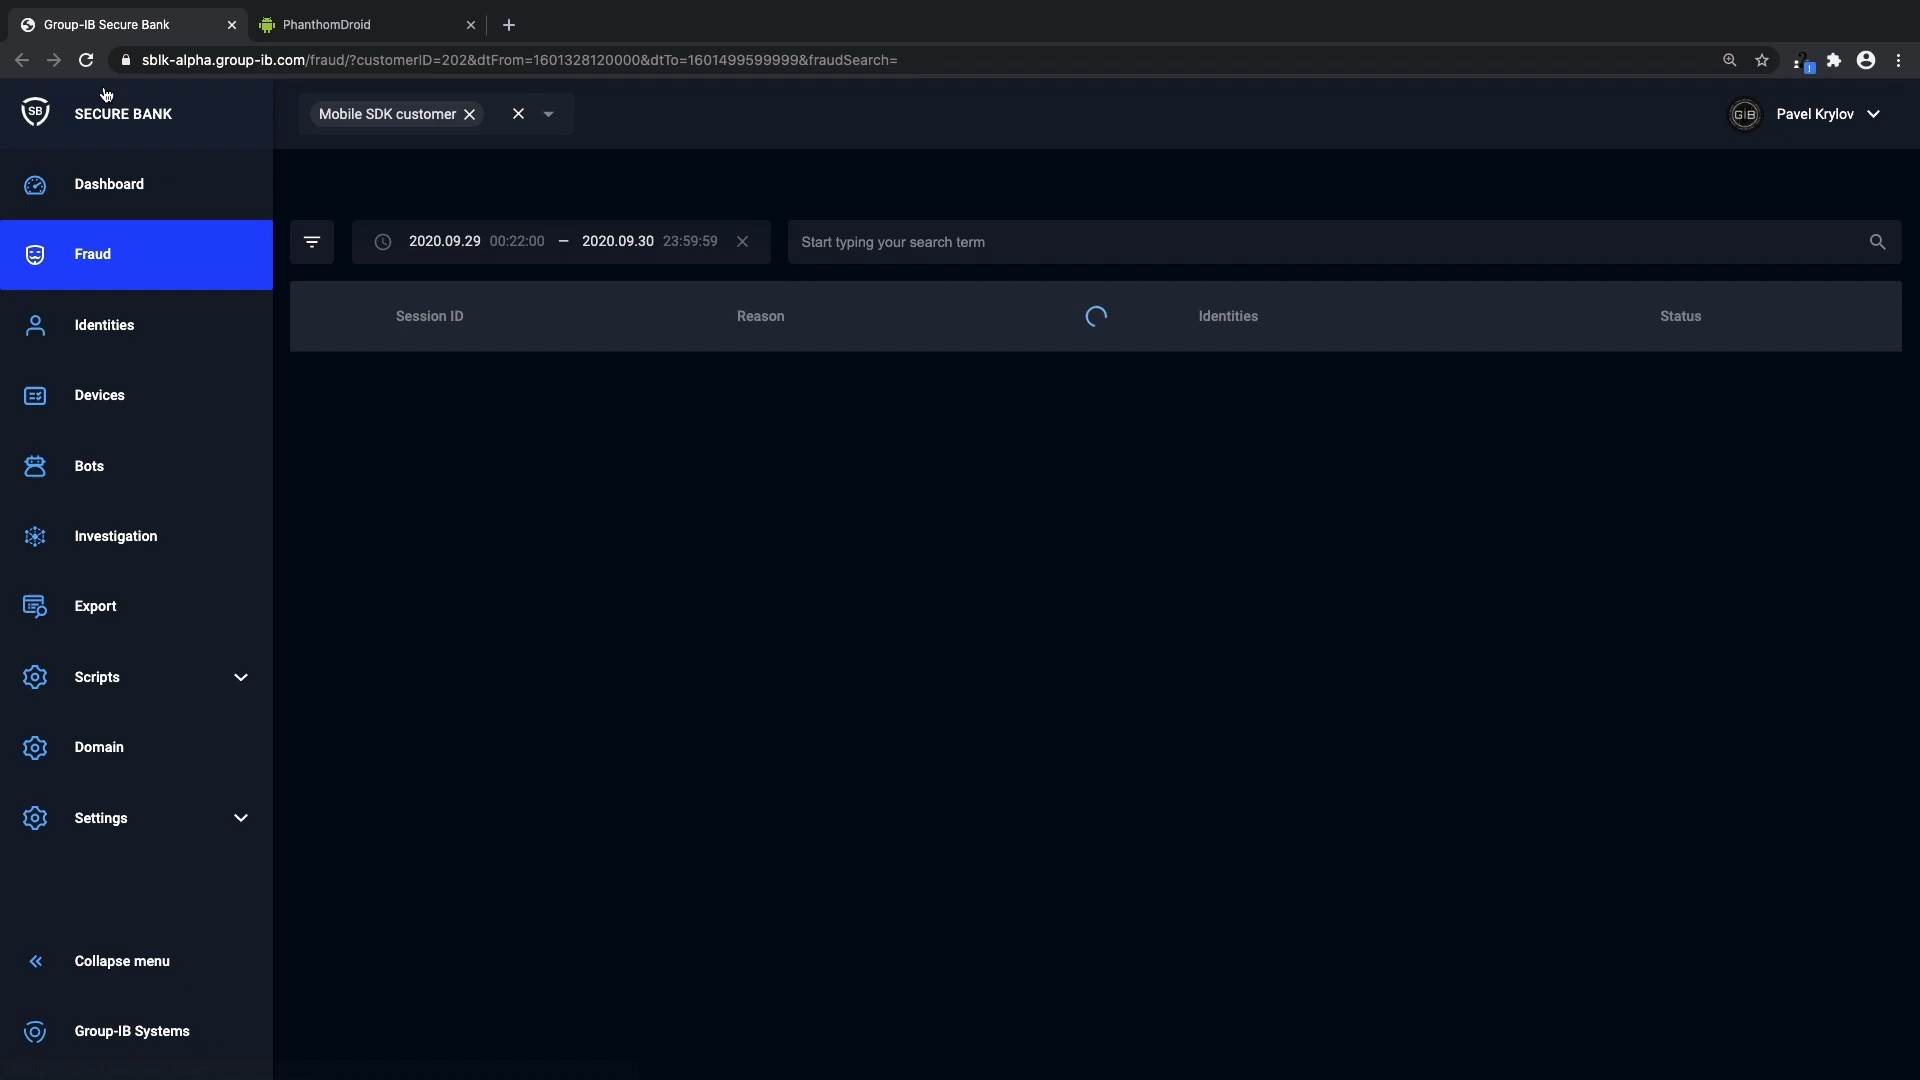 Group-IB Secure Bank
PhanthomDroid
sblk-alpha.group-ib.com/fraud/?customerID=202&dtFrom=1601328120000&dtTo=1601499599999&fraudSearch=
SB
SECURE BANK
Mobile SDK customer
GIB
Pavel Krylov
Dashboard
Fraud
2020.09.29 00:22:00 – 2020.09.30 23:59:59
Start typing your search term
Session ID
Reason
Identities
Status
Identities
Devices
Bots
Investigation
Export
Scripts
Domain
Settings
Collapse menu
Group-IB Systems